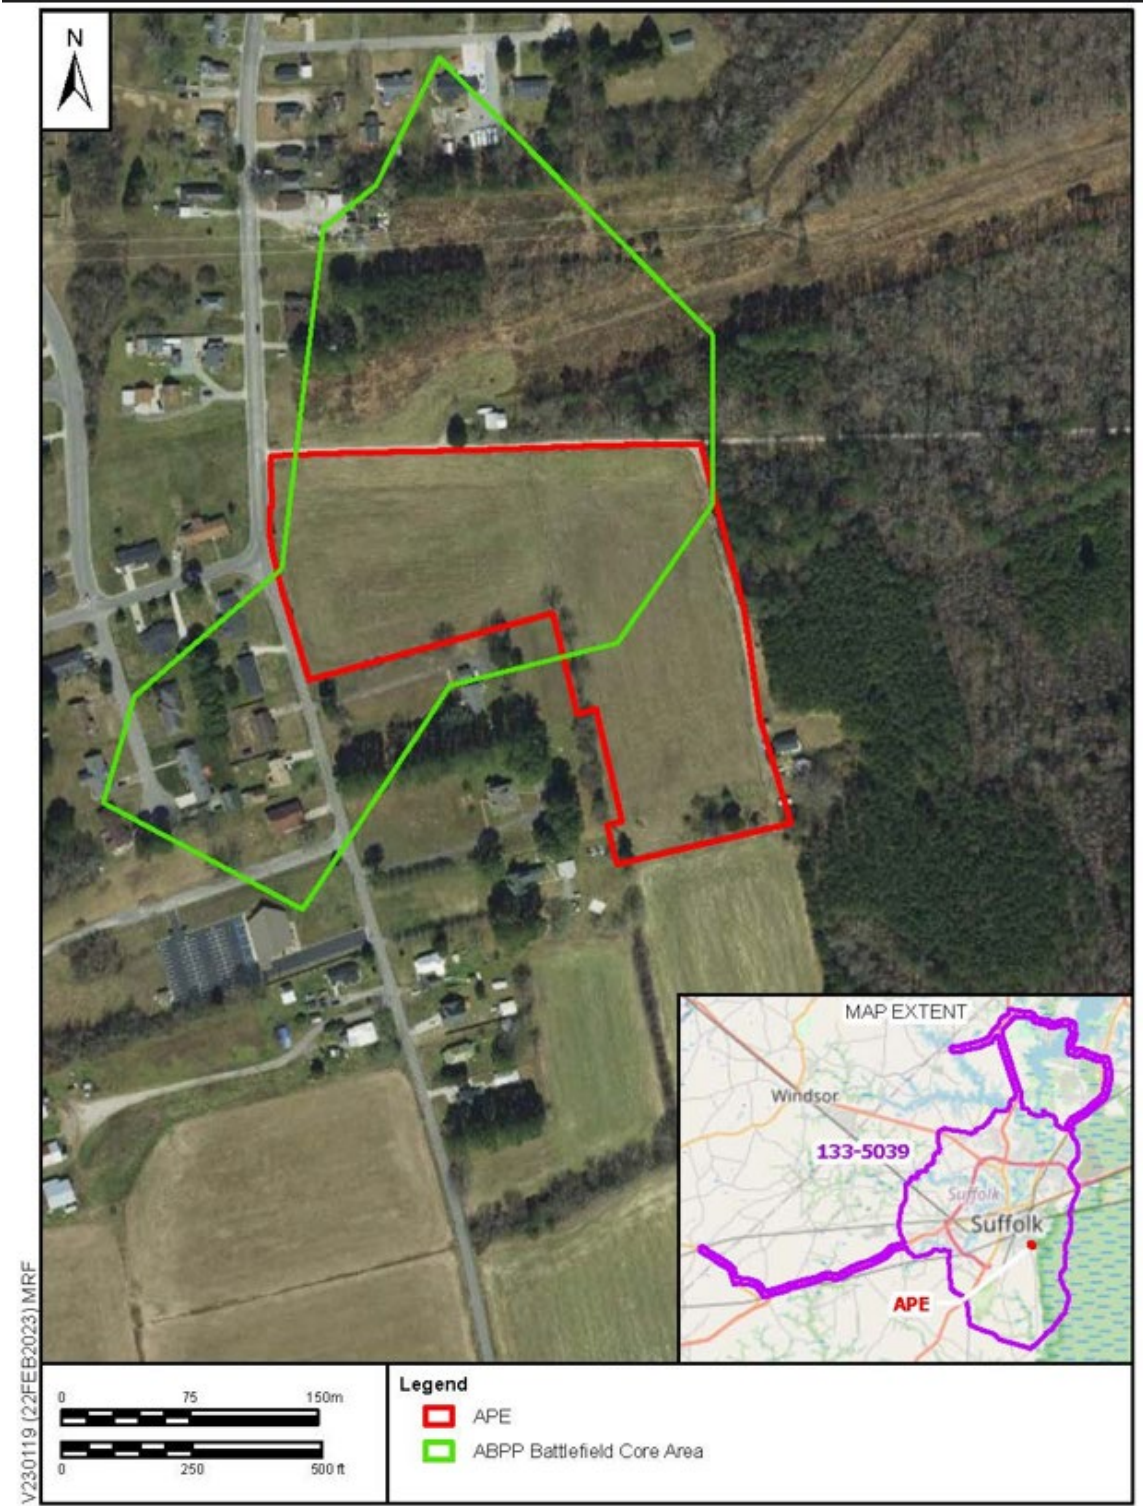 N
MAP EXTENT
Windsor
133-5039
Suffolk
Suffolk
APE
V230119 (22FEB2023) MRF
0 75 150m
0 250 500 ft
Legend
APE
ABPP Battlefield Core Area